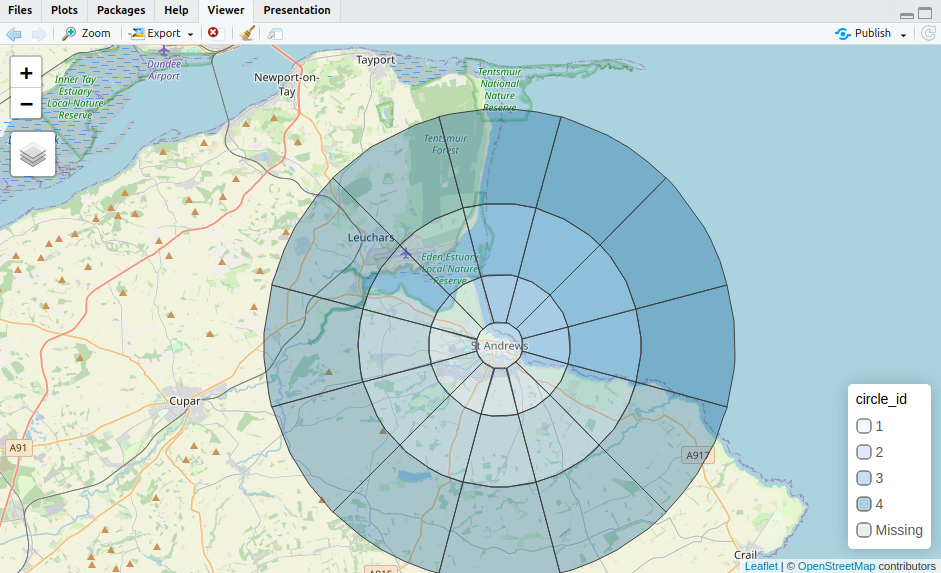 Files Plots Packages Help Viewer Presentation
Zoom Export Publish
Tayport
Dundee
Airport
Newport-on-
Tay
Tentsmuir
National
Nature
Reserve
Inner Tay
Estuary
Local Nature
Reserve
+
−
Tentsmuir
Forest
Leuchars
Eden Estuary
Local Nature
Reserve
St Andrews
Cupar
A91
A917
Crail
circle_id
1
2
3
4
Missing
Leaflet | © OpenStreetMap contributors